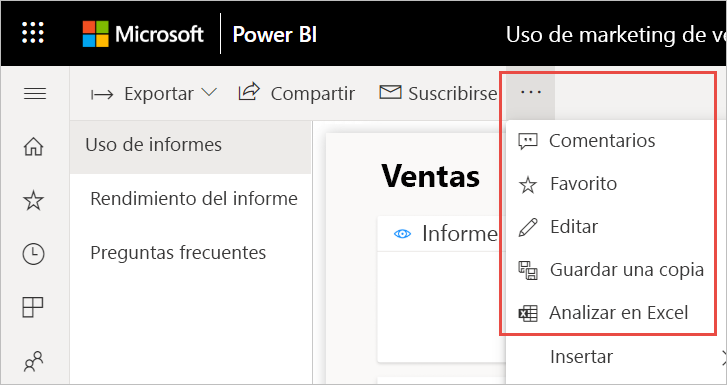 Microsoft Power BI Uso de marketing de ve
Exportar Compartir Suscribirse ...
Uso de informes
Rendimiento del informe
Preguntas frecuentes
Ventas
Informe
Comentarios
Favorito
Editar
Guardar una copia
Analizar en Excel
Insertar